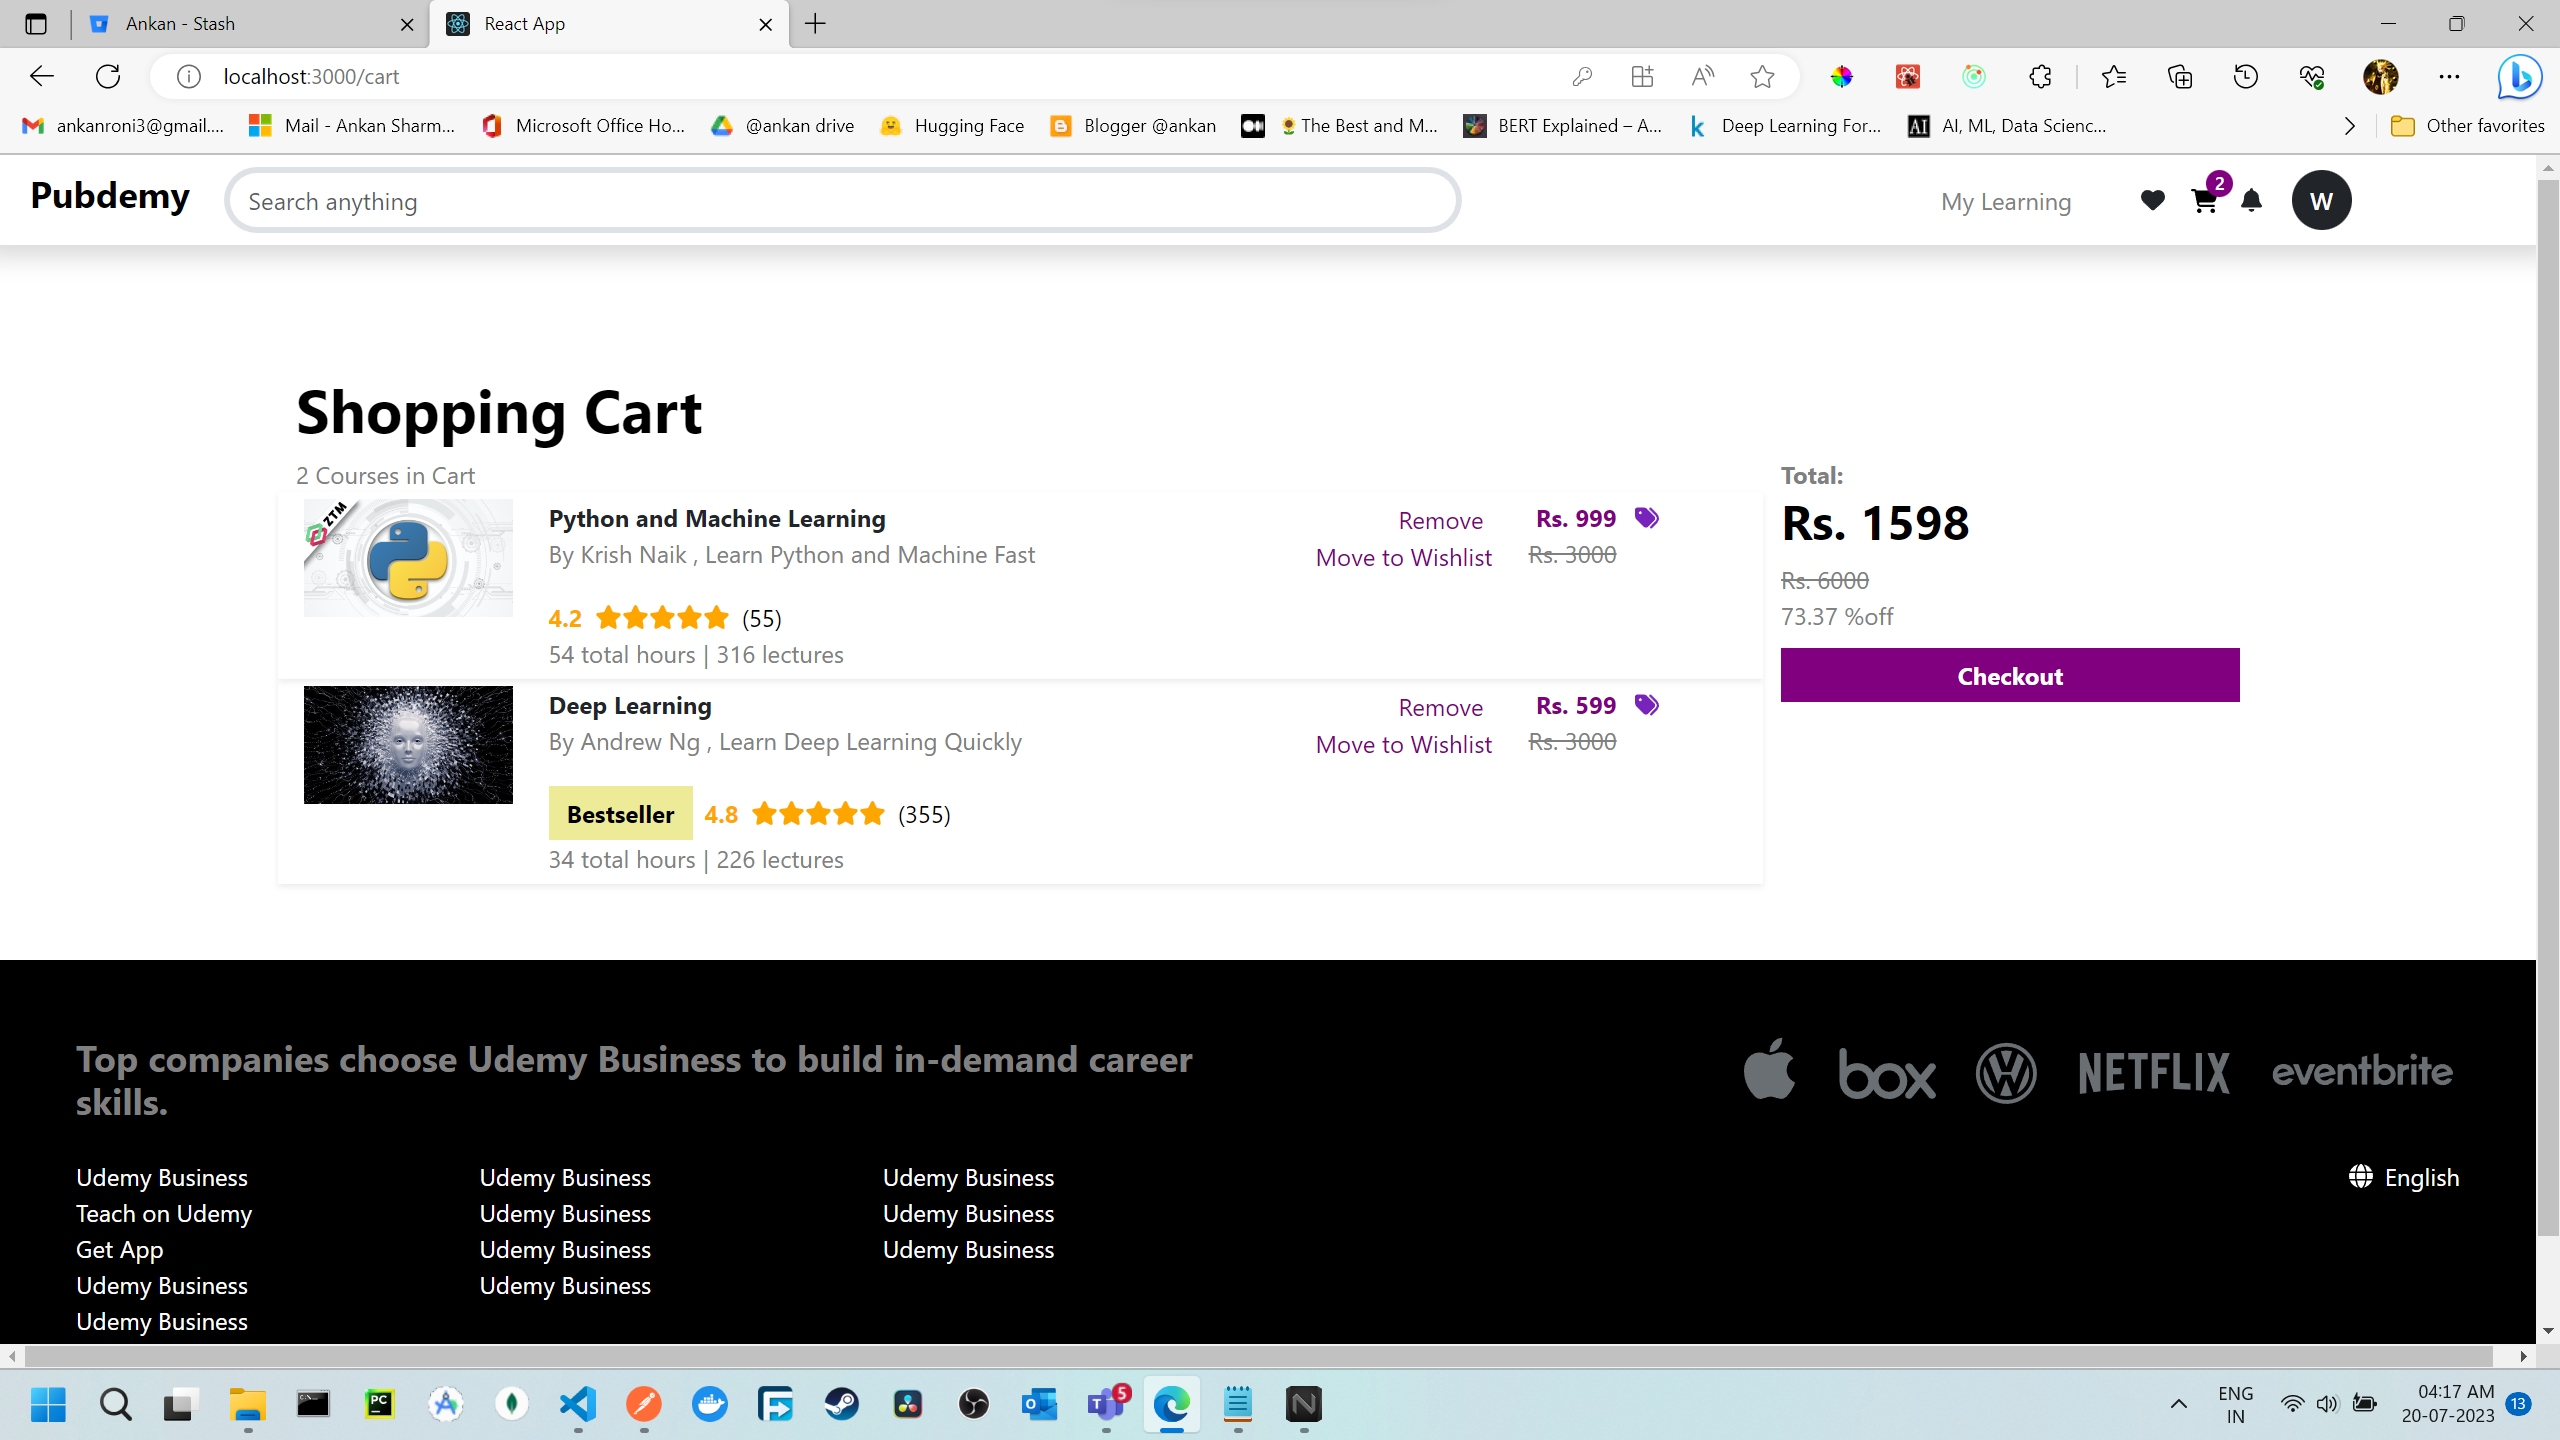 Ankan - Stash
React App
localhost:3000/cart
ankanroni3@gmail....
Mail - Ankan Sharm...
Microsoft Office Ho...
@ankan drive
Hugging Face
Blogger @ankan
🌻The Best and M...
BERT Explained – A...
k
Deep Learning For...
AI
AI, ML, Data Scienc...
Other favorites
Pubdemy
Search anything
My Learning
2
W
Shopping Cart
2 Courses in Cart
ZTM
Python and Machine Learning
By Krish Naik , Learn Python and Machine Fast
4.2 (55)
54 total hours | 316 lectures
Remove
Move to Wishlist
Rs. 999
Rs. 3000
Deep Learning
By Andrew Ng , Learn Deep Learning Quickly
Bestseller 4.8 (355)
34 total hours | 226 lectures
Remove
Move to Wishlist
Rs. 599
Rs. 3000
Total:
Rs. 1598
Rs. 6000
73.37 %off
Checkout
Top companies choose Udemy Business to build in-demand career
skills.
box
NETFLIX
eventbrite
Udemy Business
Teach on Udemy
Get App
Udemy Business
Udemy Business
Udemy Business
Udemy Business
Udemy Business
Udemy Business
Udemy Business
Udemy Business
Udemy Business
English
PC
5
ENG
IN
04:17 AM
20-07-2023
13